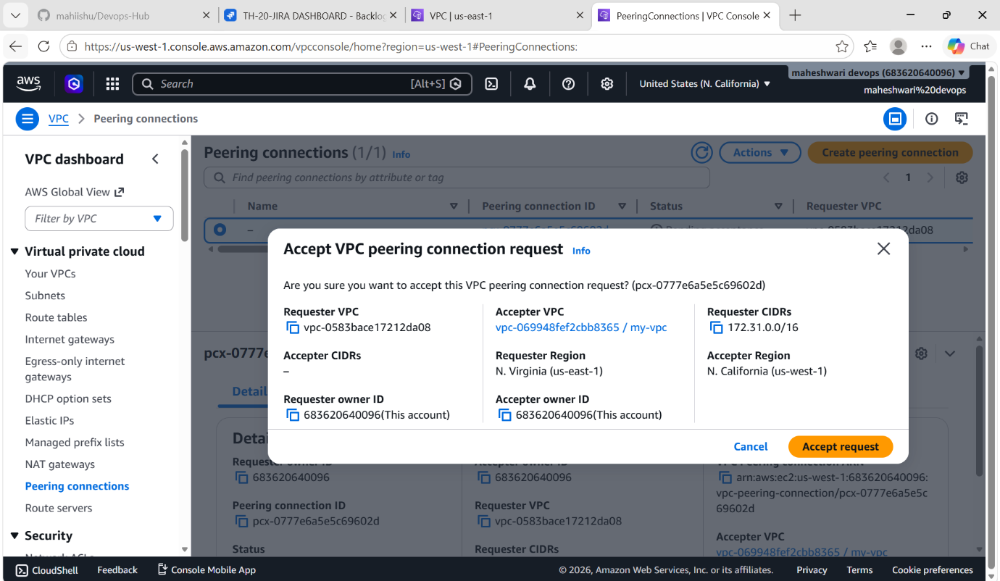 mahiishu/Devops-Hub
TH-20-JIRA DASHBOARD - Backlog
VPC | us-east-1
PeeringConnections | VPC Console
https://us-west-1.console.aws.amazon.com/vpcconsole/home?region=us-west-1#PeeringConnections:
Chat
aws
Search
[Alt+S]
United States (N. California)
maheshwari devops (683620640096)
maheshwari%20devops
VPC
Peering connections
VPC dashboard
AWS Global View
Filter by VPC
Virtual private cloud
Your VPCs
Subnets
Route tables
Internet gateways
Egress-only internet
gateways
DHCP option sets
Elastic IPs
Managed prefix lists
NAT gateways
Peering connections
Route servers
Security
Peering connections (1/1) Info
Actions
Create peering connection
Find peering connections by attribute or tag
1
Name
Peering connection ID
Status
Requester VPC
–
Accept VPC peering connection request Info
Are you sure you want to accept this VPC peering connection request? (pcx-0777e6a5e5c69602d)
Requester VPC
vpc-0583bace17212da08
Accepter VPC
vpc-069948fef2cbb8365 / my-vpc
Requester CIDRs
172.31.0.0/16
Accepter CIDRs
–
Requester Region
N. Virginia (us-east-1)
Accepter Region
N. California (us-west-1)
Requester owner ID
683620640096(This account)
Accepter owner ID
683620640096(This account)
Cancel
Accept request
pcx-0777e
Detail
Detai
Requester owner ID
683620640096
683620640096
VPC Peering connection ARN
arn:aws:ec2:us-west-1:683620640096:
vpc-peering-connection/pcx-0777e6a5e5c
69602d
Peering connection ID
pcx-0777e6a5e5c69602d
Requester VPC
vpc-0583bace17212da08
Status
Requester CIDRs
Accepter VPC
vpc-069948fef2cbb8365 / my-vpc
CloudShell
Feedback
Console Mobile App
© 2026, Amazon Web Services, Inc. or its affiliates.
Privacy
Terms
Cookie preferences